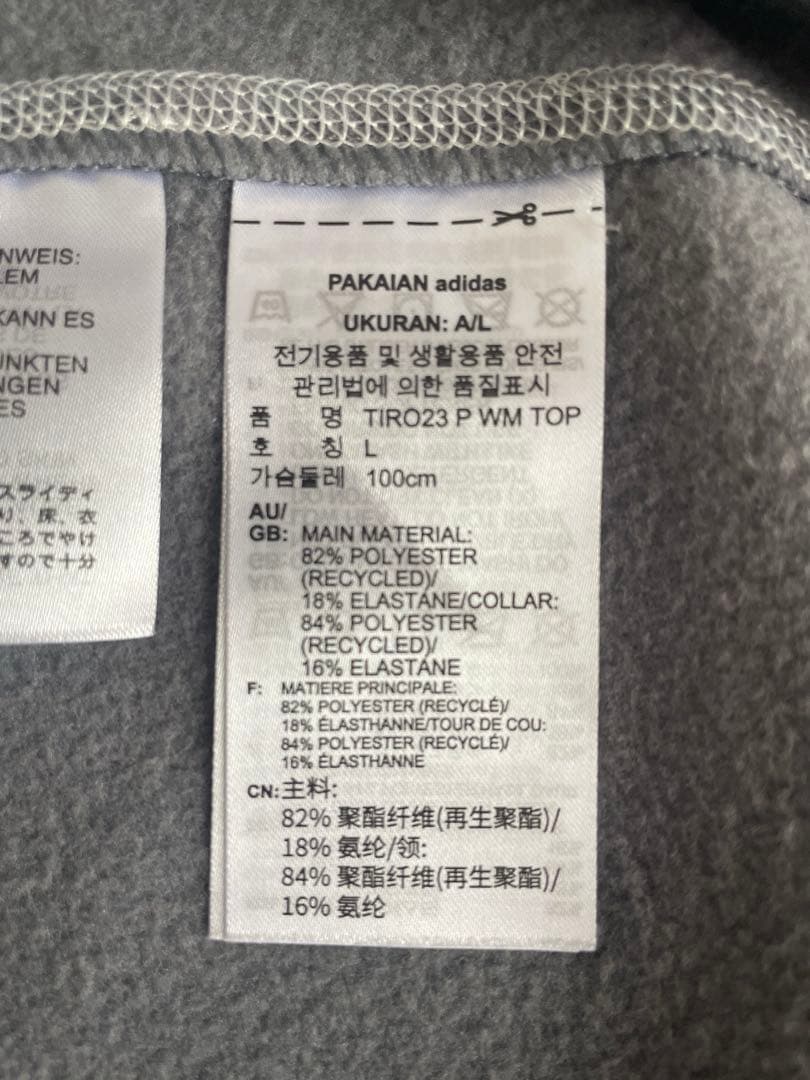 NWEIS:
LEM
KANN ES
UNKTEN
NGEN
ES
スライディ
り、床、衣
ころでやけ
すので十分
PAKAIAN adidas
UKURAN: A/L
전기용품 및 생활용품 안전
관리법에 의한 품질표시
품 명 TIRO23 P WM TOP
호 칭 L
가슴둘레 100cm
AU/
GB: MAIN MATERIAL:
82% POLYESTER
(RECYCLED)/
18% ELASTANE/COLLAR:
84% POLYESTER
(RECYCLED)/
16% ELASTANE
F: MATIERE PRINCIPALE:
82% POLYESTER (RECYCLÉ)/
18% ÉLASTHANNE/TOUR DE COU:
84% POLYESTER (RECYCLÉ)/
16% ÉLASTHANNE
CN: 主料:
82% 聚酯纤维(再生聚酯)/
18% 氨纶/领:
84% 聚酯纤维(再生聚酯)/
16% 氨纶